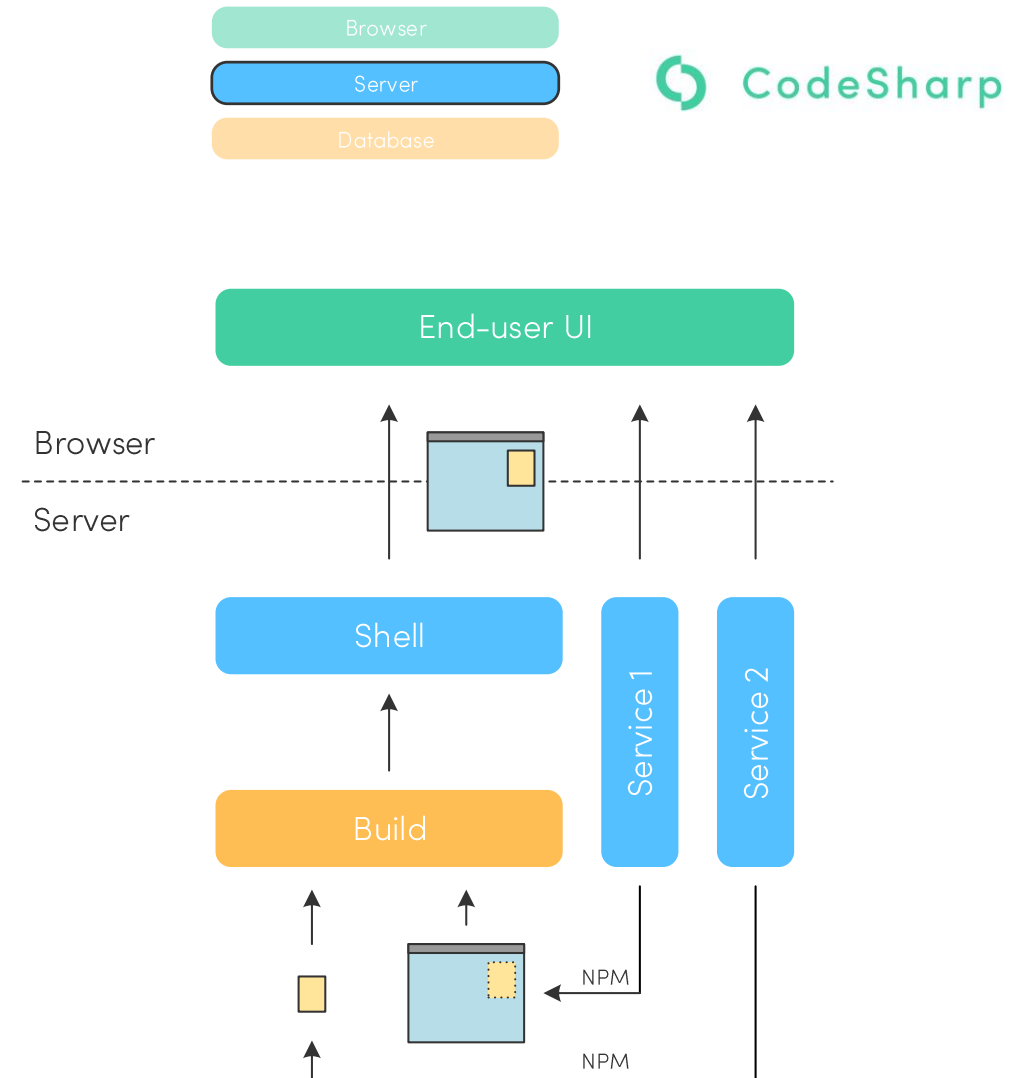 Browser
Server
Database
CodeSharp
End-user UI
Browser
Server
Shell
Service 1
Service 2
Build
NPM
NPM